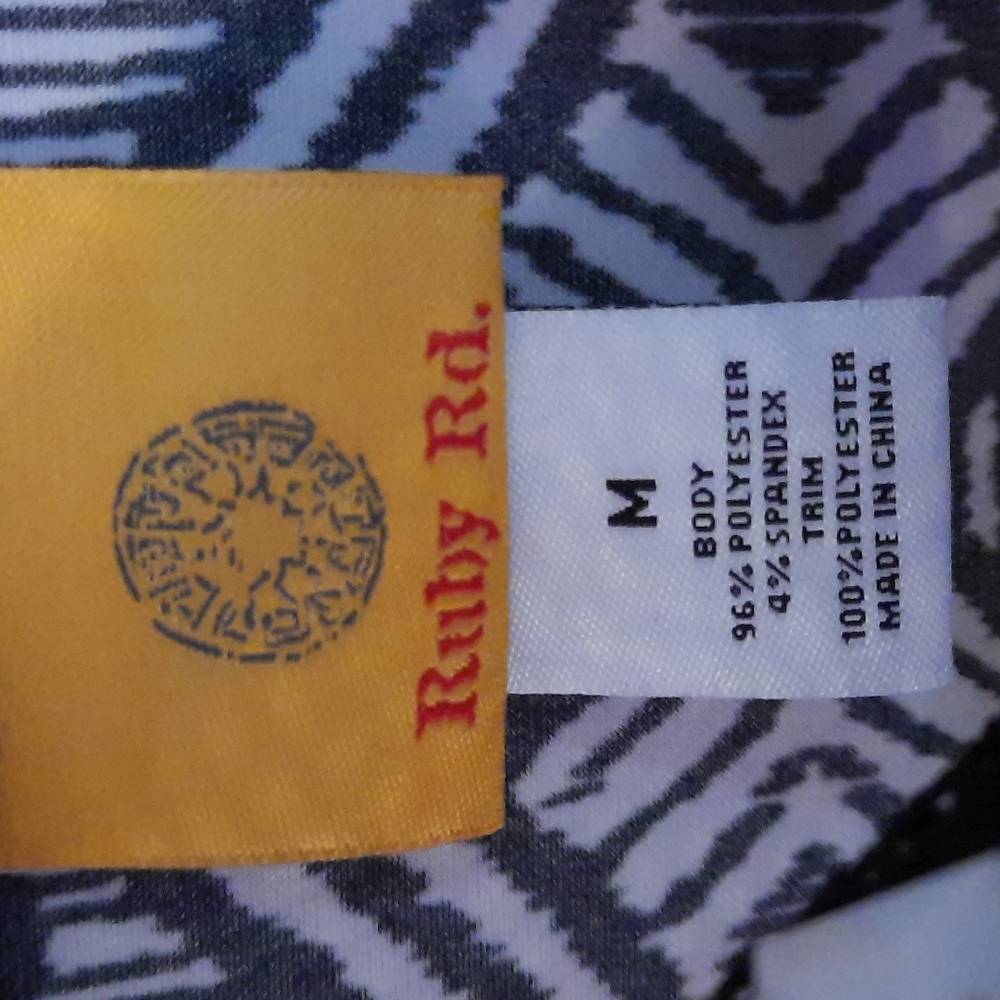 Ruby Rd.
M
BODY
96% POLYESTER
4% SPANDEX
TRIM
100%POLYESTER
MADE IN CHINA